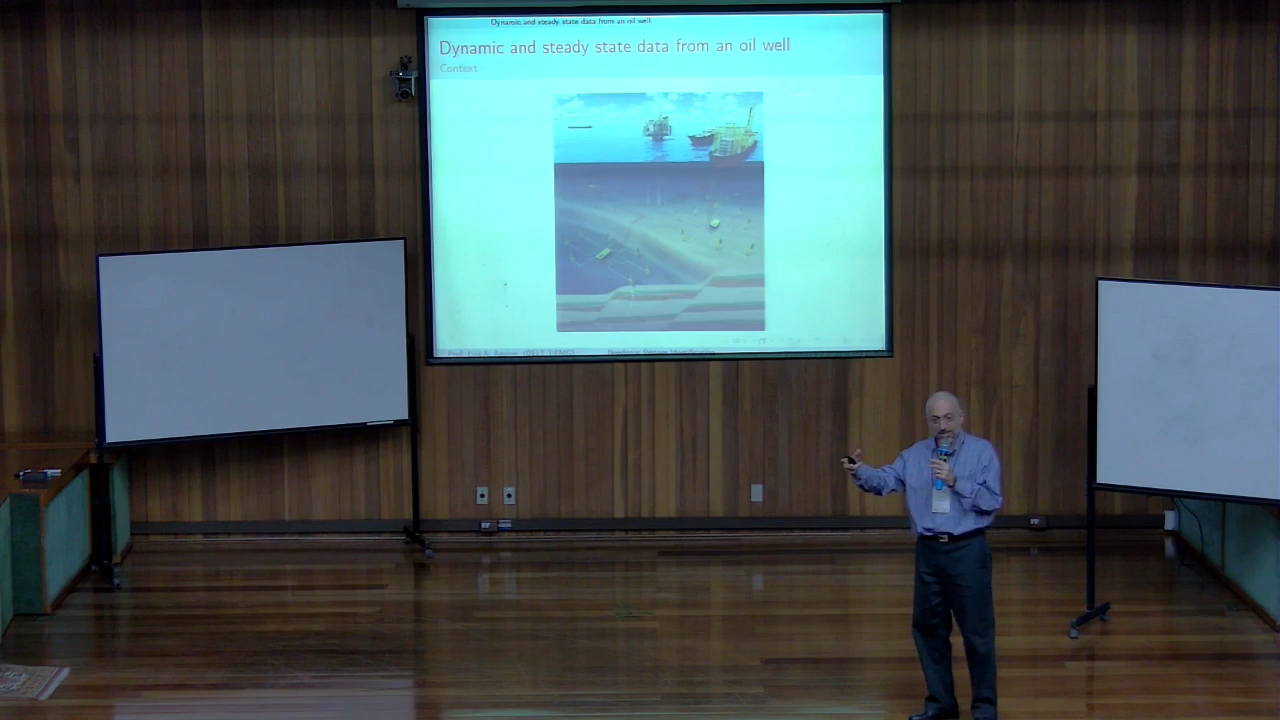 Dynamic and steady state data from an oil well
Dynamic and steady state data from an oil well
Context